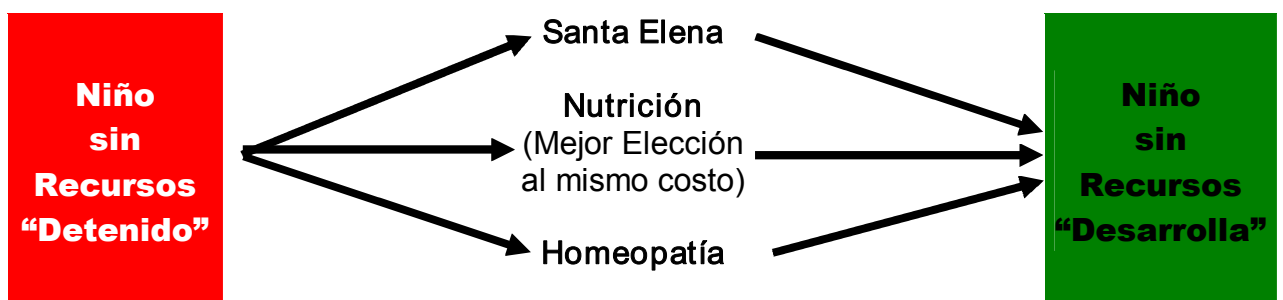 Niño
sin
Recursos
“Detenido”
Santa Elena
Nutrición
(Mejor Elección
al mismo costo)
Homeopatía
Niño
sin
Recursos
“Desarrolla”